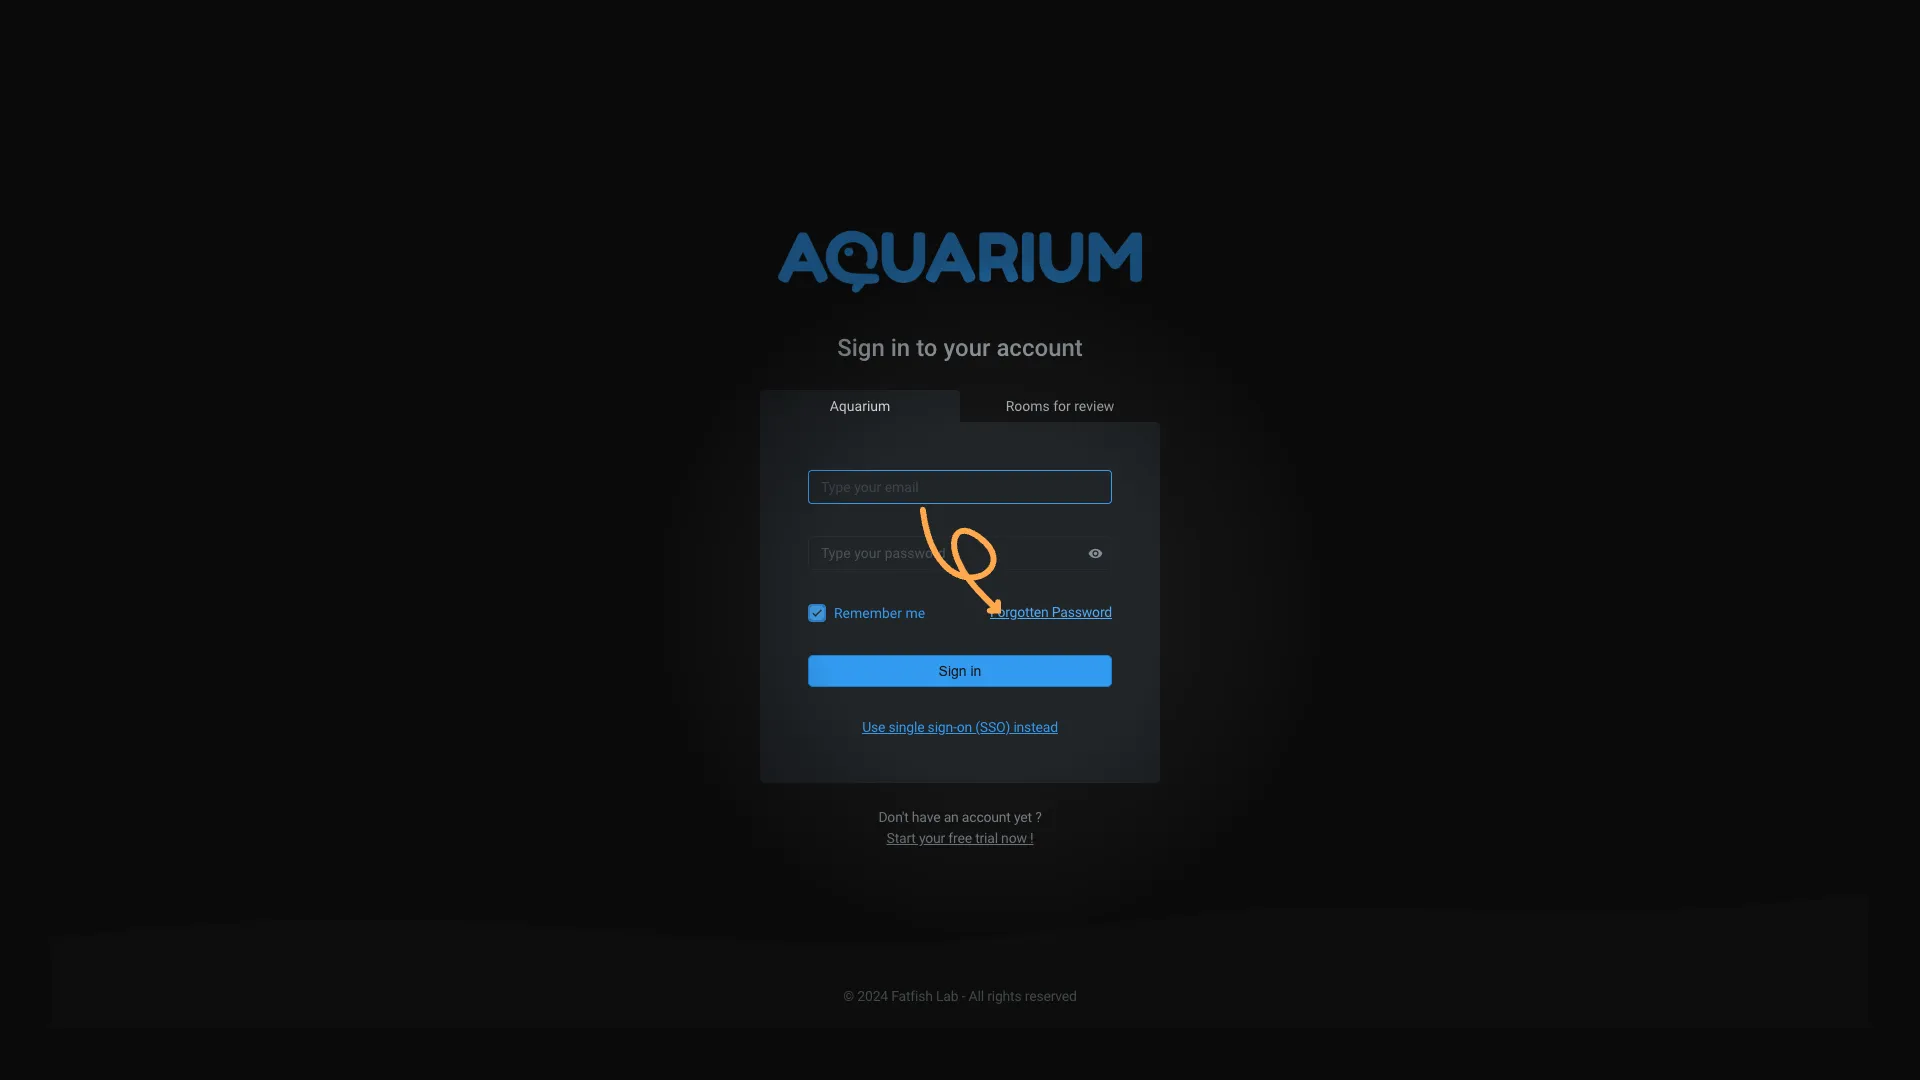 AQUARIUM
Sign in to your account
Aquarium
Rooms for review
Type your email
Type your password
Remember me
Forgotten Password
Sign in
Use single sign-on (SSO) instead
Don't have an account yet ?
Start your free trial now !
© 2024 Fatfish Lab - All rights reserved